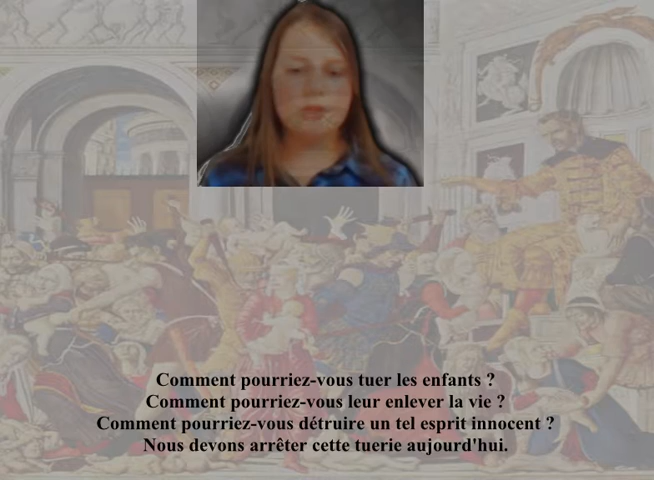 Comment pourriez-vous tuer les enfants ?
Comment pourriez-vous leur enlever la vie ?
Comment pourriez-vous détruire un tel esprit innocent ?
Nous devons arrêter cette tuerie aujourd'hui.